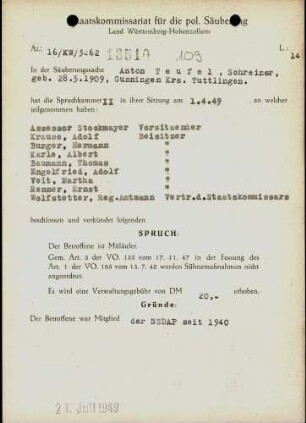 Staatskommissariat für die pol. Säuberung
Land Württemberg-Hohenzollern
Az.: 16/KW/3262 1351A 109 L: 14
In der Säuberungssache Anton Teufel, Schreiner,
geb. 28.5.1909, Gunningen Krs. Tuttlingen.
hat die Spruchkammer II in ihrer Sitzung am 1.4.49 , an welcher
teilgenommen haben:
Assessor Stockmayer Vorsitzender
Krause, Adolf Beisitzer
Burger, Hermann "
Karle, Albert "
Baumann, Thomas "
Engelfried, Adolf "
Veit, Martha "
Renner, Ernst "
Wolfstetter, Reg.Amtmann Vertr.d.Staatskommissars
beschlossen und verkündet folgenden
SPRUCH:
Der Betroffene ist Mitläufer.
Gem. Art. 3 der VO. 133 vom 17. 11. 47 in der Fassung des
Art. 1 der VO. 165 vom 13. 7. 48 werden Sühnemaßnahmen nicht
angeordnet.
Es wird eine Verwaltungsgebühr von DM 20,- erhoben.
Gründe:
Der Betroffene war Mitglied der NSDAP seit 1940
21. Juli 1949